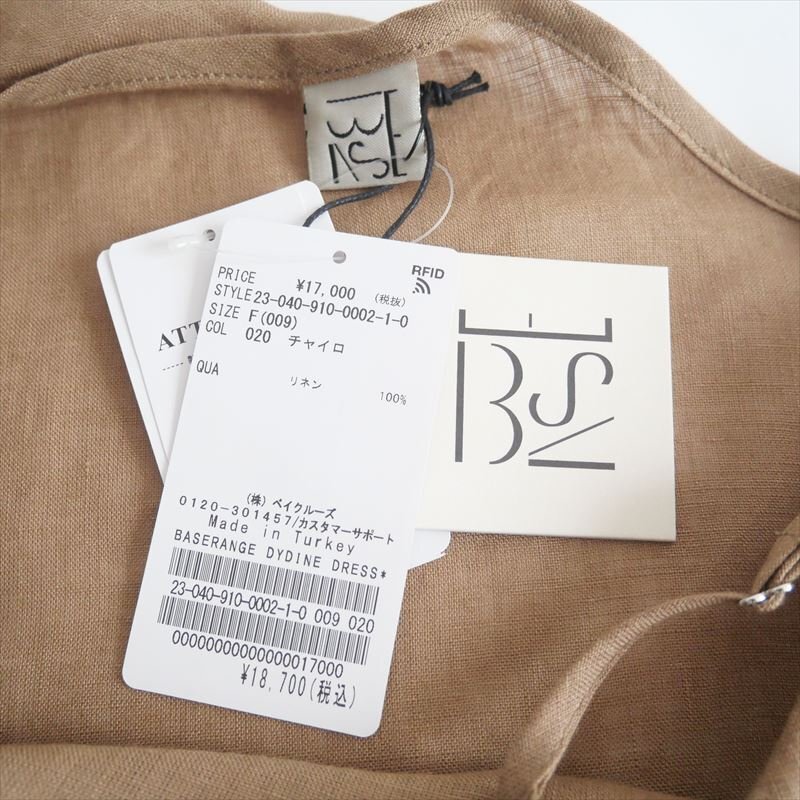 ATT
PRICE ¥17,000 (税抜)
RFID
STYLE 23-040-910-0002-1-0
SIZE F(009)
COL 020 チャイロ
QUA リネン 100%
(株)ベイクルーズ
0120-301457/カスタマーサポート
Made in Turkey
BASERANGE DYDINE DRESS*
23-040-910-0002-1-0 009 020
00000000000000017000
¥18,700(税込)